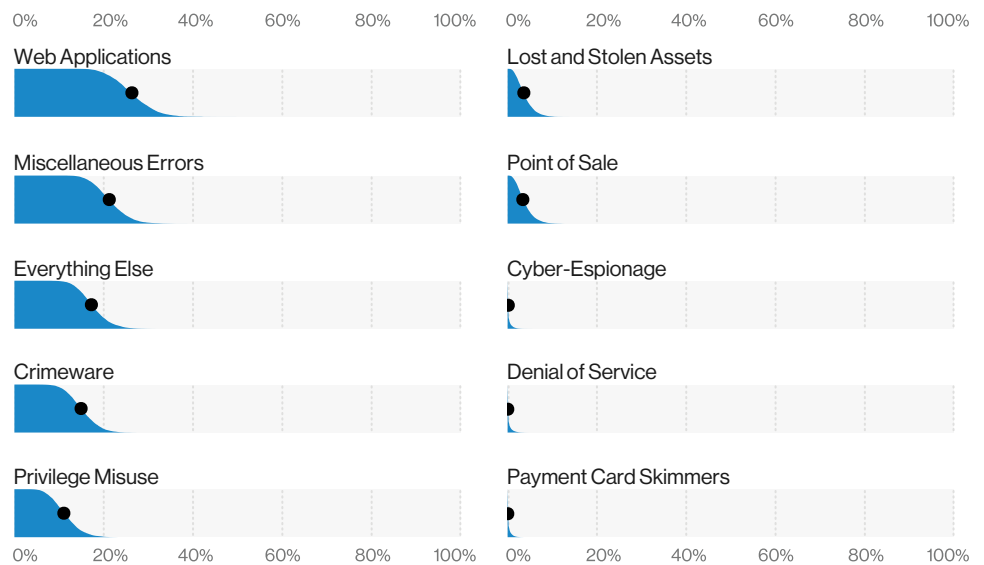 0% 20% 40% 60% 80% 100%
Web Applications
Miscellaneous Errors
Everything Else
Crimeware
Privilege Misuse
0% 20% 40% 60% 80% 100%
0% 20% 40% 60% 80% 100%
Lost and Stolen Assets
Point of Sale
Cyber-Espionage
Denial of Service
Payment Card Skimmers
0% 20% 40% 60% 80% 100%